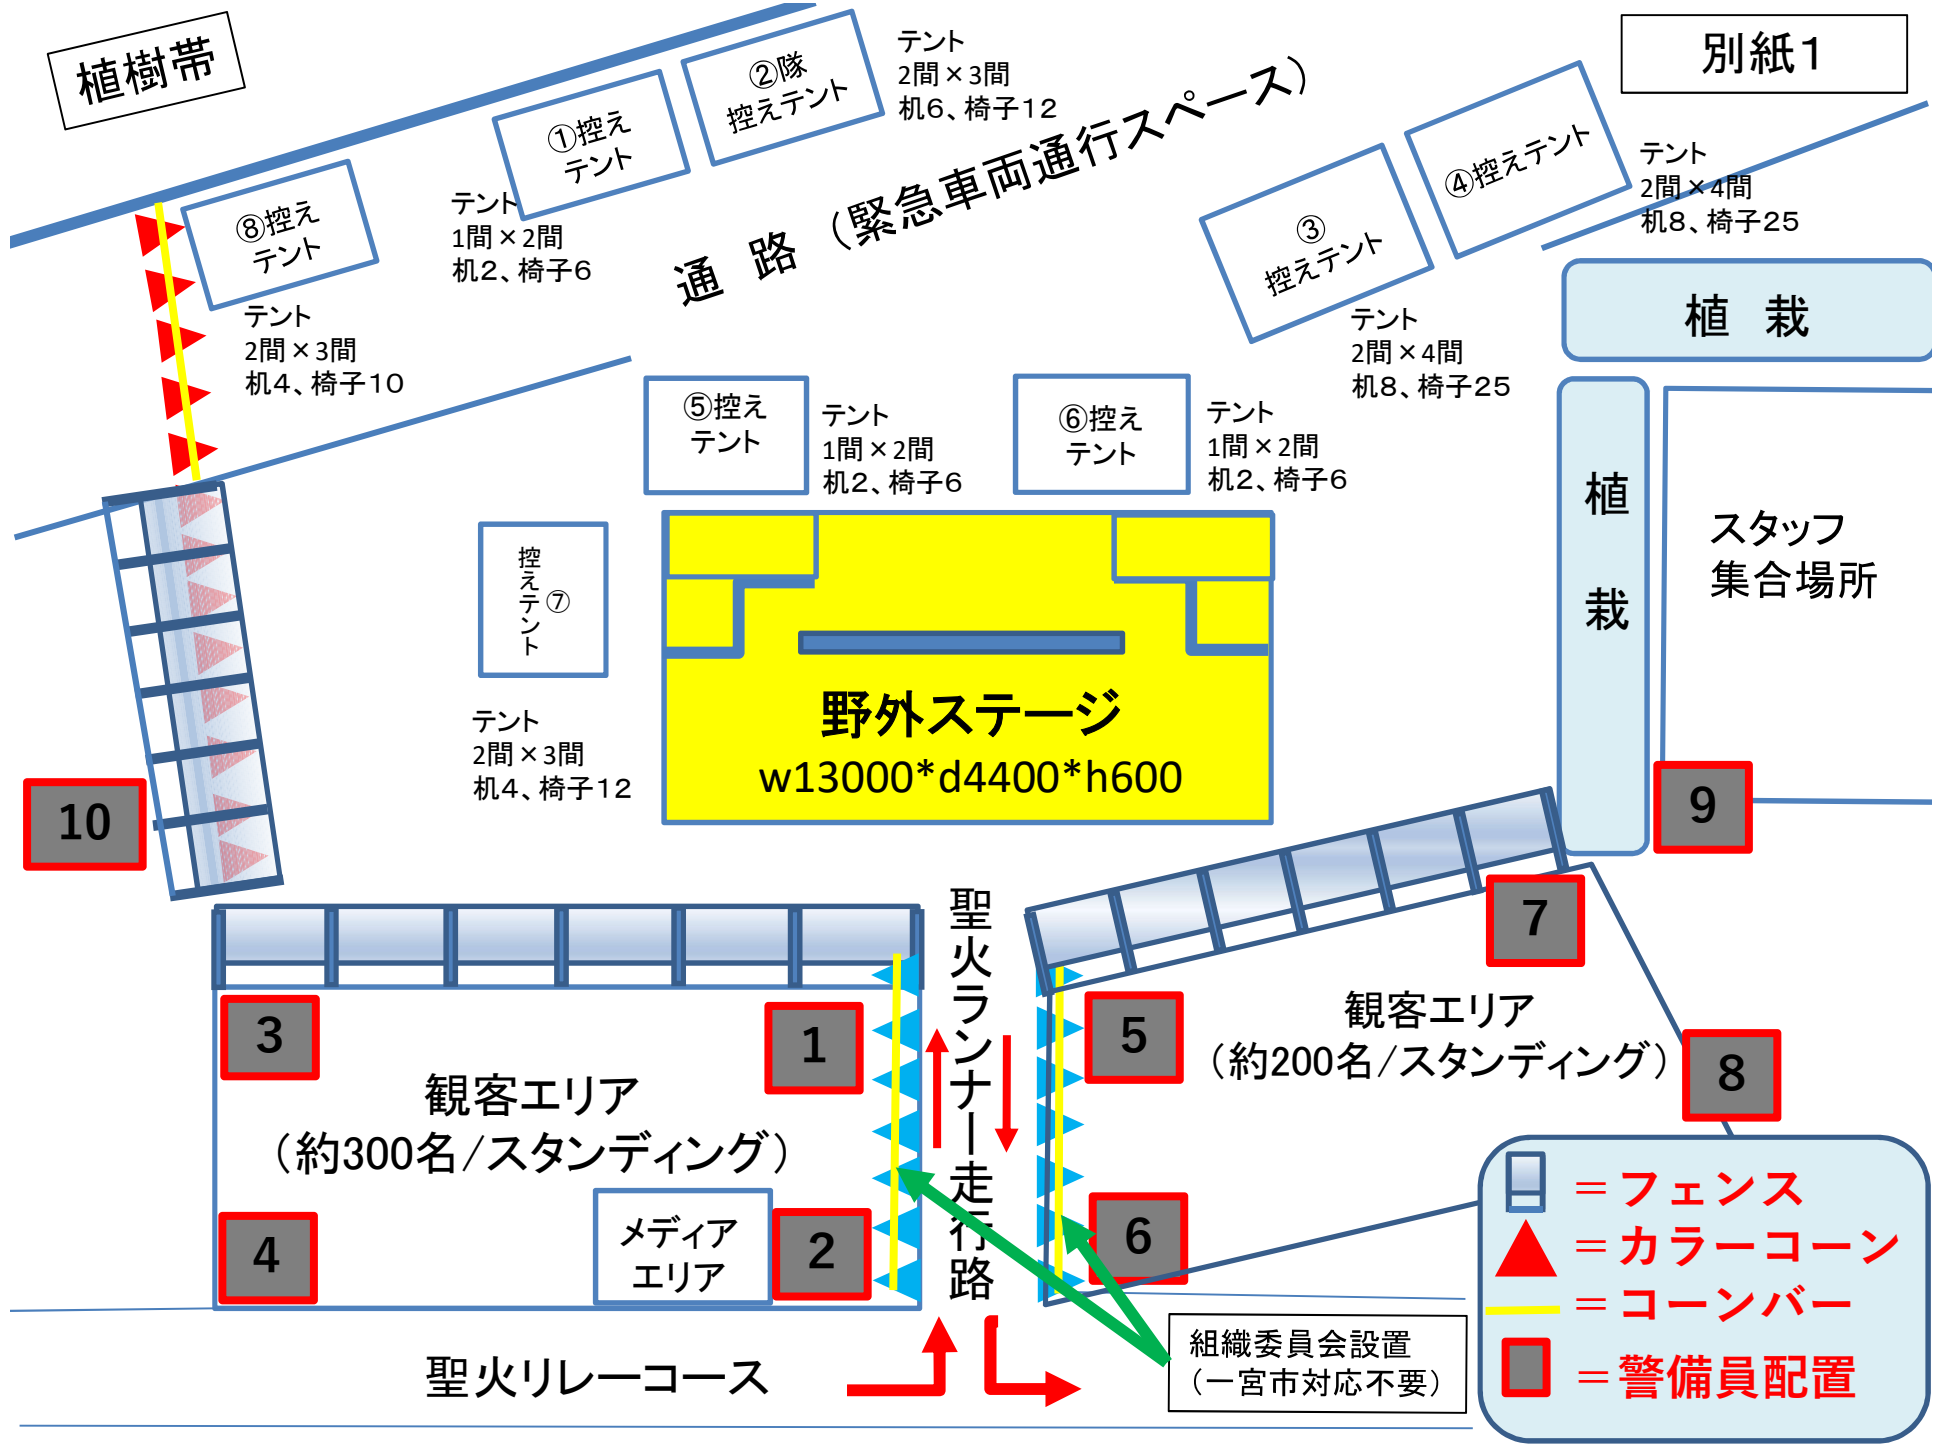 植樹帯
別紙1
②隊
控えテント
テント
2間×3間
机6、椅子12
①控え
テント
テント
1間×2間
机2、椅子6
⑧控え
テント
テント
2間×3間
机4、椅子10
通 路（緊急車両通行スペース）
④控えテント
テント
2間×4間
机8、椅子25
③
控えテント
テント
2間×4間
机8、椅子25
植 栽
⑤控え
テント
テント
1間×2間
机2、椅子6
⑥控え
テント
テント
1間×2間
机2、椅子6
植 栽
スタッフ
集合場所
⑦
控えテント
テント
2間×3間
机4、椅子12
野外ステージ
w13000*d4400*h600
10
9
7
聖火ランナー走行路
3
1
5
8
観客エリア
（約300名/スタンディング）
観客エリア
（約200名/スタンディング）
4
メディア
エリア
2
6
聖火リレーコース
組織委員会設置
（一宮市対応不要）
＝フェンス
＝カラーコーン
＝コーンバー
＝警備員配置